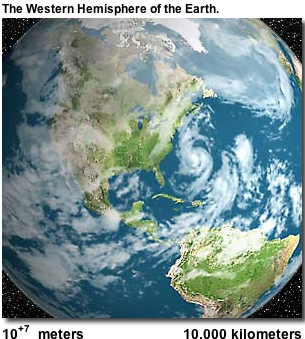 The Western Hemisphere of the Earth.
10+7 meters 10.000 kilometers